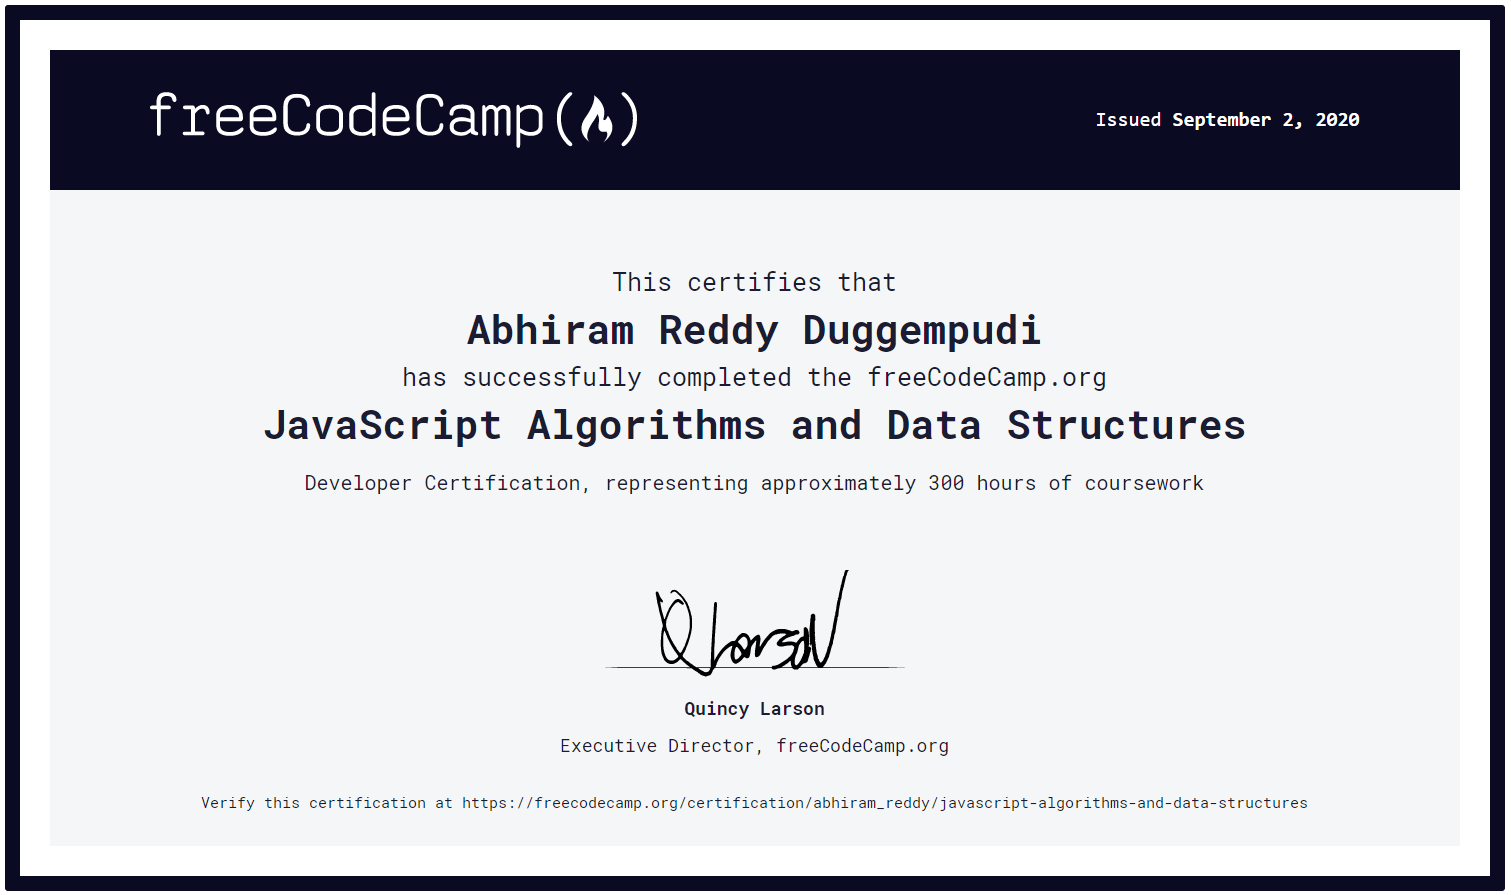 freeCodeCamp(🔥)
Issued September 2, 2020
This certifies that
Abhiram Reddy Duggempudi
has successfully completed the freeCodeCamp.org
JavaScript Algorithms and Data Structures
Developer Certification, representing approximately 300 hours of coursework
Q Larson
Quincy Larson
Executive Director, freeCodeCamp.org
Verify this certification at https://freecodecamp.org/certification/abhiram_reddy/javascript-algorithms-and-data-structures